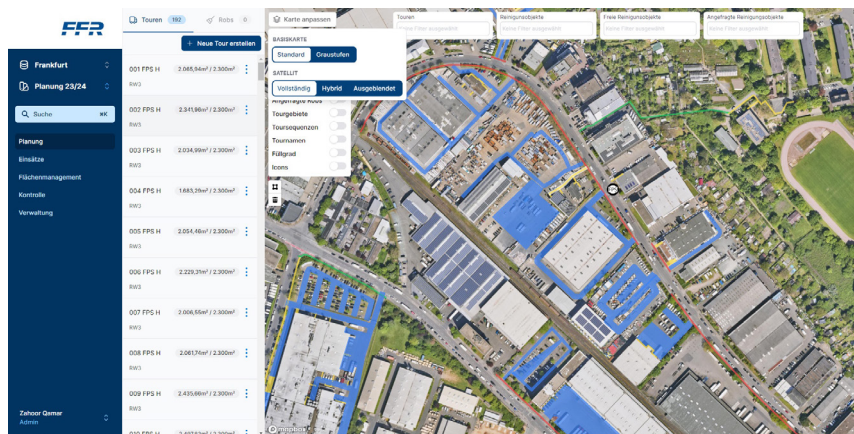 FFR
Frankfurt
Planung 23/24
Suche ⌘K
Planung
Einsätze
Flächenmanagement
Kontrolle
Verwaltung
Zahoor Qamar
Admin
Touren 192
Robs 0
+ Neue Tour erstellen
001 FPS H 2.065,94m² / 2.300m²
RW3
002 FPS H 2.341,98m² / 2.300m²
RW3
003 FPS H 2.034,99m² / 2.300m²
RW3
004 FPS H 1.683,29m² / 2.300m²
RW3
005 FPS H 2.054,46m² / 2.300m²
RW3
006 FPS H 2.229,31m² / 2.300m²
RW3
007 FPS H 2.006,55m² / 2.300m²
RW3
008 FPS H 2.061,74m² / 2.300m²
RW3
009 FPS H 2.435,66m² / 2.300m²
RW3
Karte anpassen
BASISKARTE
Standard Graustufen
SATELLIT
Vollständig Hybrid Ausgeblendet
Angefragte Robs
Tourgebiete
Toursequenzen
Tournamen
Füllgrad
Icons
Touren
Keine Filter ausgewählt
Reinigungsobjekte
Keine Filter ausgewählt
Freie Reinigungsobjekte
Keine Filter ausgewählt
Angefragte Reinigungsobjekte
Keine Filter ausgewählt
mapbox